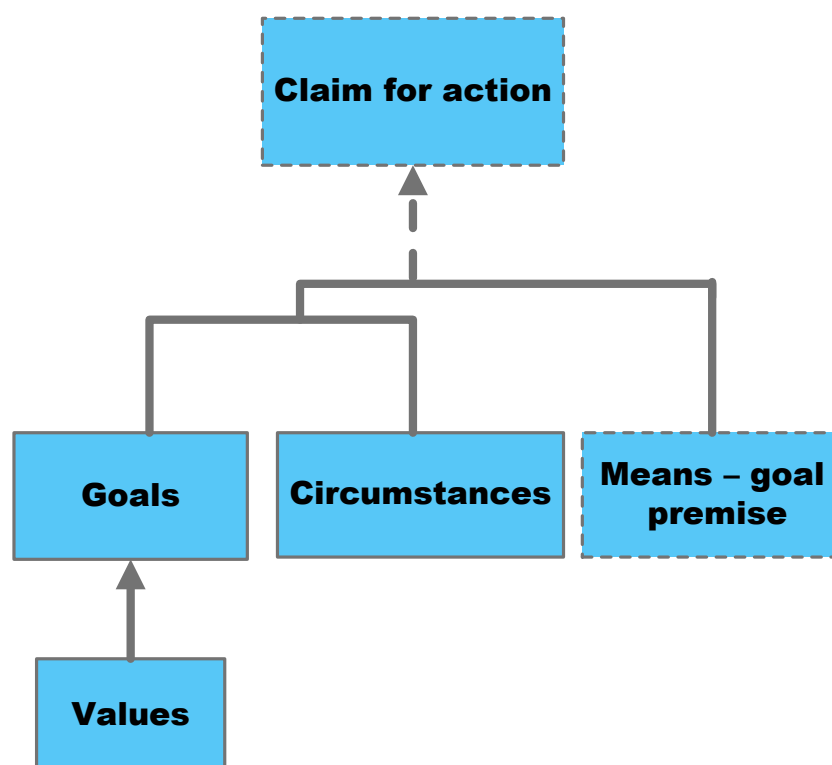 Claim for action
Goals
Circumstances
Means – goal
premise
Values